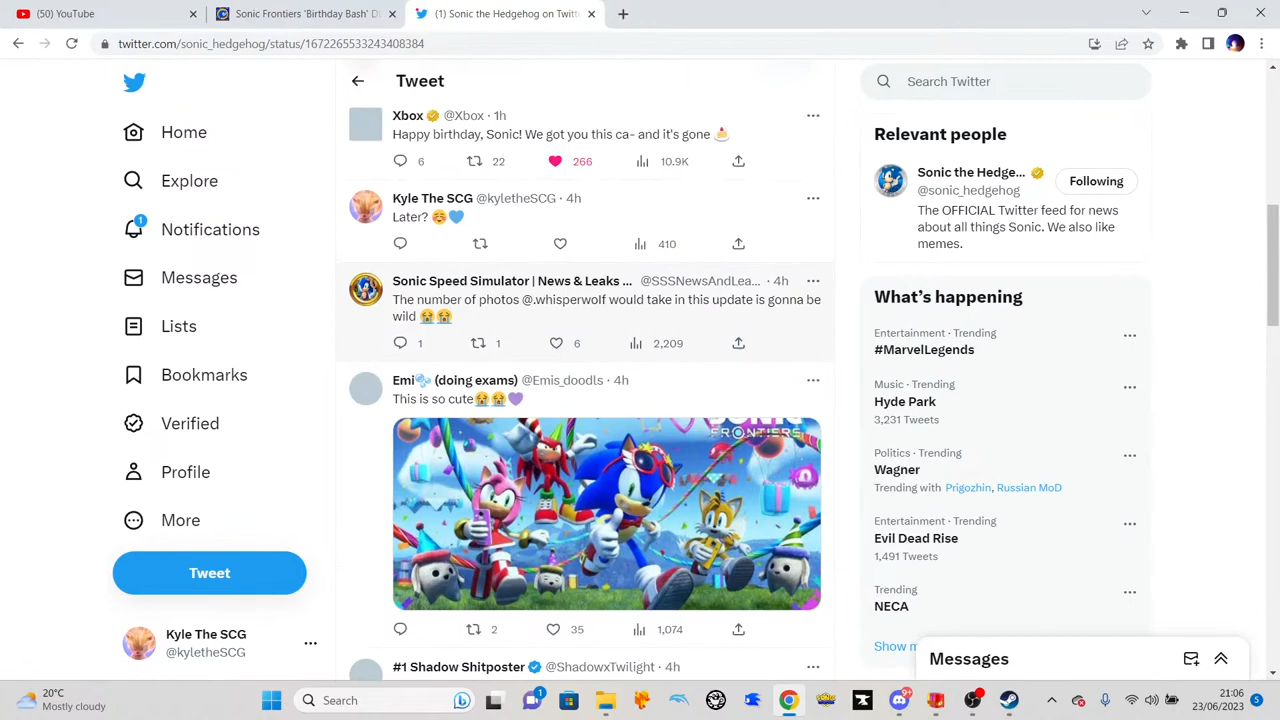 (50) YouTube
Sonic Frontiers 'Birthday Bash' D
(1) Sonic the Hedgehog on Twitt
twitter.com/sonic_hedgehog/status/1672265533243408384
Tweet
Search Twitter
Home
Explore
1
Notifications
Messages
Lists
Bookmarks
Verified
Profile
More
Tweet
Kyle The SCG
@kyletheSCG
Xbox @Xbox · 1h
Happy birthday, Sonic! We got you this ca- and it's gone 🍰
6 22 266 10.9K
Kyle The SCG @kyletheSCG · 4h
Later? ☺️💙
410
Sonic Speed Simulator | News & Leaks ... @SSSNewsAndLea... · 4h
The number of photos @.whisperwolf would take in this update is gonna be
wild 😭😭
1 1 6 2,209
Emi (doing exams) @Emis_doodls · 4h
This is so cute😭😭💜
FRONTIERS
2 35 1,074
#1 Shadow Shitposter @ShadowxTwilight · 4h
Relevant people
Sonic the Hedge...
@sonic_hedgehog
Following
The OFFICIAL Twitter feed for news
about all things Sonic. We also like
memes.
What's happening
Entertainment · Trending
#MarvelLegends
Music · Trending
Hyde Park
3,231 Tweets
Politics · Trending
Wagner
Trending with Prigozhin, Russian MoD
Entertainment · Trending
Evil Dead Rise
1,491 Tweets
Trending
NECA
Show m
Messages
20°C
Mostly cloudy
Search
1
9+
21:06
23/06/2023
5